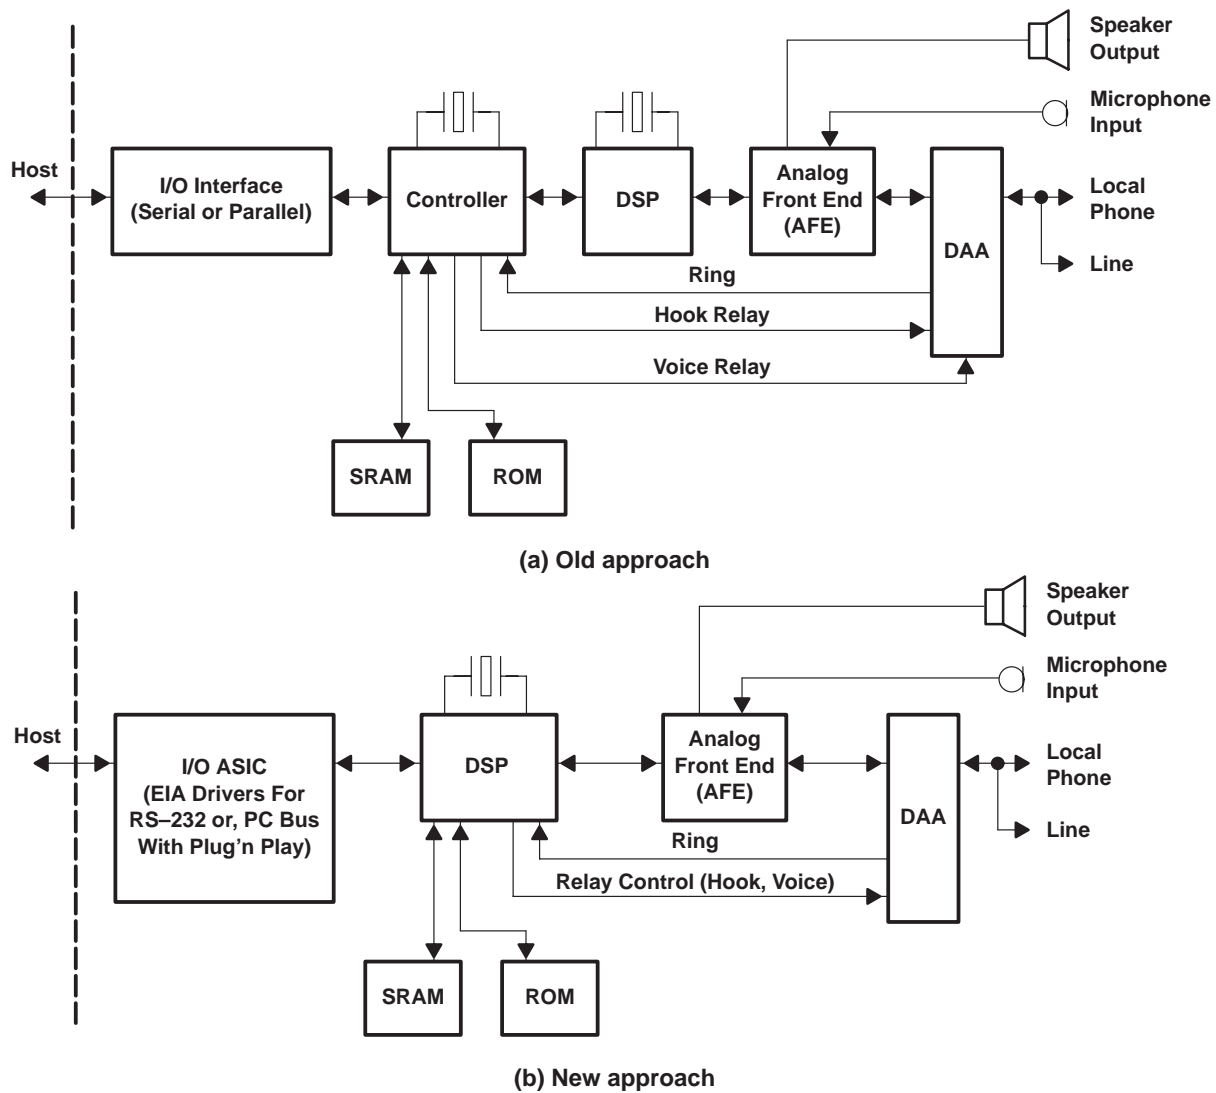 Speaker
Output
Microphone
Input
Host
I/O Interface
(Serial or Parallel)
Controller
DSP
Analog
Front End
(AFE)
DAA
Local
Phone
Line
Ring
Hook Relay
Voice Relay
SRAM
ROM
(a) Old approach
Speaker
Output
Microphone
Input
Host
I/O ASIC
(EIA Drivers For
RS–232 or, PC Bus
With Plug’n Play)
DSP
Analog
Front End
(AFE)
DAA
Local
Phone
Line
Ring
Relay Control (Hook, Voice)
SRAM
ROM
(b) New approach